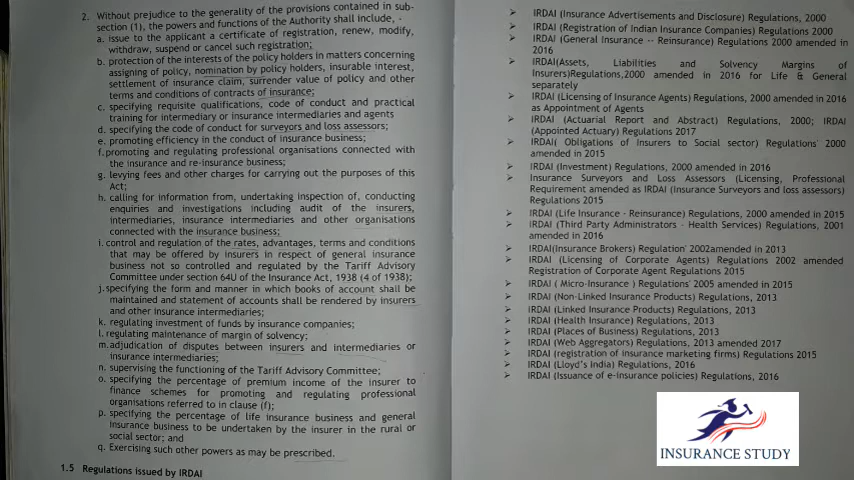 2. Without prejudice to the generality of the provisions contained in sub-
section (1), the powers and functions of the Authority shall include, -
a. issue to the applicant a certificate of registration, renew, modify,
withdraw, suspend or cancel such registration;
b. protection of the interests of the policy holders in matters concerning
assigning of policy, nomination by policy holders, insurable interest,
settlement of insurance claim, surrender value of policy and other
terms and conditions of contracts of insurance;
c. specifying requisite qualifications, code of conduct and practical
training for intermediary or insurance intermediaries and agents
d. specifying the code of conduct for surveyors and loss assessors;
e. promoting efficiency in the conduct of insurance business;
f. promoting and regulating professional organisations connected with
the insurance and re-insurance business;
g. levying fees and other charges for carrying out the purposes of this
Act;
h. calling for information from, undertaking inspection of, conducting
enquiries and investigations including audit of the insurers,
intermediaries, insurance intermediaries and other organisations
connected with the insurance business;
i. control and regulation of the rates, advantages, terms and conditions
that may be offered by insurers in respect of general insurance
business not so controlled and regulated by the Tariff Advisory
Committee under section 64U of the Insurance Act, 1938 (4 of 1938);
j. specifying the form and manner in which books of account shall be
maintained and statement of accounts shall be rendered by insurers
and other insurance intermediaries;
k. regulating investment of funds by insurance companies;
l. regulating maintenance of margin of solvency;
m. adjudication of disputes between insurers and intermediaries or
insurance intermediaries;
n. supervising the functioning of the Tariff Advisory Committee;
o. specifying the percentage of premium income of the insurer to
finance schemes for promoting and regulating professional
organisations referred to in clause (f);
p. specifying the percentage of life insurance business and general
insurance business to be undertaken by the insurer in the rural or
social sector; and
q. Exercising such other powers as may be prescribed.
1.5 Regulations issued by IRDAI
➢ IRDAI (Insurance Advertisements and Disclosure) Regulations, 2000
➢ IRDAI (Registration of Indian Insurance Companies) Regulations 2000
➢ IRDAI (General Insurance -- Reinsurance) Regulations 2000 amended in
2016
➢ IRDAI(Assets, Liabilities and Solvency Margins of
Insurers)Regulations,2000 amended in 2016 for Life & General
separately
➢ IRDAI (Licensing of Insurance Agents) Regulations, 2000 amended in 2016
as Appointment of Agents
➢ IRDAI (Actuarial Report and Abstract) Regulations, 2000; IRDAI
(Appointed Actuary) Regulations 2017
➢ IRDAI( Obligations of Insurers to Social sector) Regulations' 2000
amended in 2015
➢ IRDAI (Investment) Regulations, 2000 amended in 2016
➢ Insurance Surveyors and Loss Assessors (Licensing, Professional
Requirement amended as IRDAI (Insurance Surveyors and loss assessors)
Regulations 2015
➢ IRDAI (Life Insurance - Reinsurance) Regulations, 2000 amended in 2015
➢ IRDAI (Third Party Administrators - Health Services) Regulations, 2001
amended in 2016
➢ IRDAI(Insurance Brokers) Regulation' 2002amended in 2013
➢ IRDAI (Licensing of Corporate Agents) Regulations 2002 amended
Registration of Corporate Agent Regulations 2015
➢ IRDAI ( Micro-Insurance ) Regulations' 2005 amended in 2015
➢ IRDAI (Non-Linked Insurance Products) Regulations, 2013
➢ IRDAI (Linked Insurance Products) Regulations, 2013
➢ IRDAI (Health Insurance) Regulations, 2013
➢ IRDAI (Places of Business) Regulations, 2013
➢ IRDAI (Web Aggregators) Regulations, 2013 amended 2017
➢ IRDAI (registration of insurance marketing firms) Regulations 2015
➢ IRDAI (Lloyd's India) Regulations, 2016
➢ IRDAI (Issuance of e-insurance policies) Regulations, 2016
INSURANCE STUDY